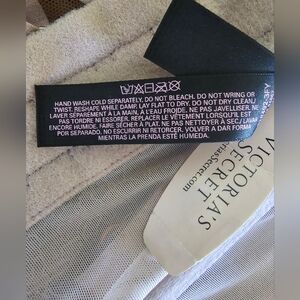 HAND WASH COLD SEPARATELY, DO NOT BLEACH. DO NOT WRING OR
TWIST. RESHAPE WHILE DAMP. LAY FLAT TO DRY. DO NOT DRY CLEAN./
LAVER SÉPAREMENT À LA MAIN. À L'EAU FROIDE. NE PAS JAVELLISER. NE
PAS TORDRE NI ESSORER. REPLACER LE VÊTEMENT LORSQU'IL EST
ENCORE HUMIDE. FAIRE SÉCHER À PLAT. NE PAS NETTOYER À SEC./ LAVAR
POR SEPARADO. NO
ESCURRIR NI RETORCER. VOLVER A DAR FORMA
MIENTRAS LA PRENDA ESTÉ HÚMEDA.
VICTORIA'S
SECRET